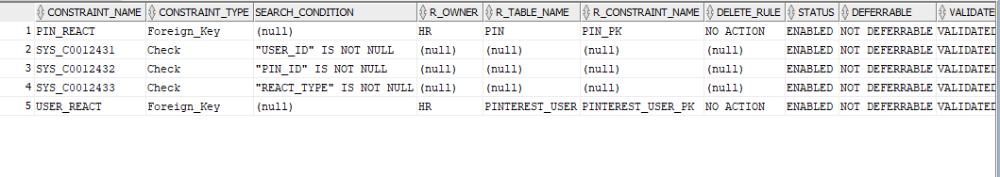 CONSTRAINT_NAME CONSTRAINT_TYPE SEARCH_CONDITION R_OWNER R_TABLE_NAME R_CONSTRAINT_NAME DELETE_RULE STATUS DEFERRABLE VALIDATED
1 PIN_REACT Foreign_Key (null) HR PIN PIN_PK NO ACTION ENABLED NOT DEFERRABLE VALIDATED
2 SYS_C0012431 Check "USER_ID" IS NOT NULL (null) (null) (null) (null) ENABLED NOT DEFERRABLE VALIDATED
3 SYS_C0012432 Check "PIN_ID" IS NOT NULL (null) (null) (null) (null) ENABLED NOT DEFERRABLE VALIDATED
4 SYS_C0012433 Check "REACT_TYPE" IS NOT NULL (null) (null) (null) (null) ENABLED NOT DEFERRABLE VALIDATED
5 USER_REACT Foreign_Key (null) HR PINTEREST_USER PINTEREST_USER_PK NO ACTION ENABLED NOT DEFERRABLE VALIDATED